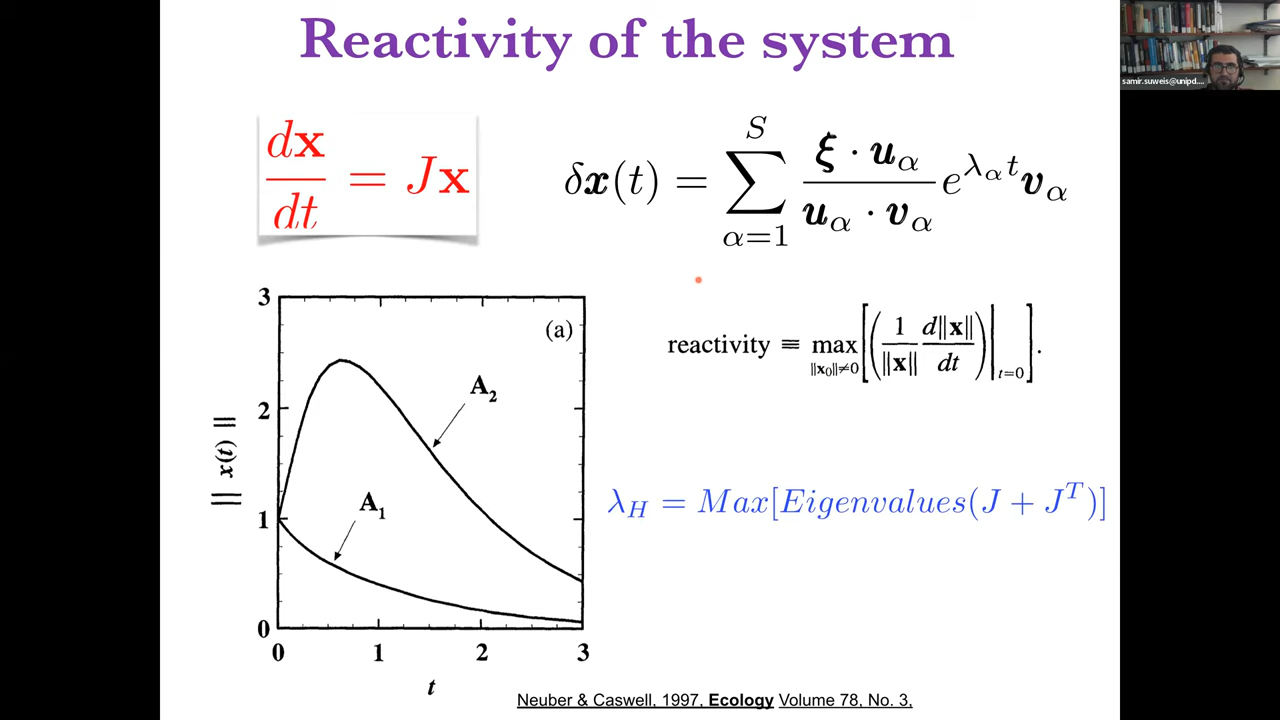 Reactivity of the system
samir.suweis@unipd....
d𝐱/dt = J𝐱
δ𝒙(t) = ∑_{α=1}^{S} (𝝃 · 𝒖_α)/(𝒖_α · 𝒗_α) e^{λ_α t} 𝒗_α
3
(a)
reactivity ≡ max_{‖𝐱₀‖≠0} [(1/‖𝐱‖ d‖𝐱‖/dt)|_{t=0}].
A₂
2
|| x(t) ||
λ_H = Max[Eigenvalues(J + J^T)]
A₁
1
0
0 1 2 3
t
Neuber & Caswell, 1997, Ecology Volume 78, No. 3,